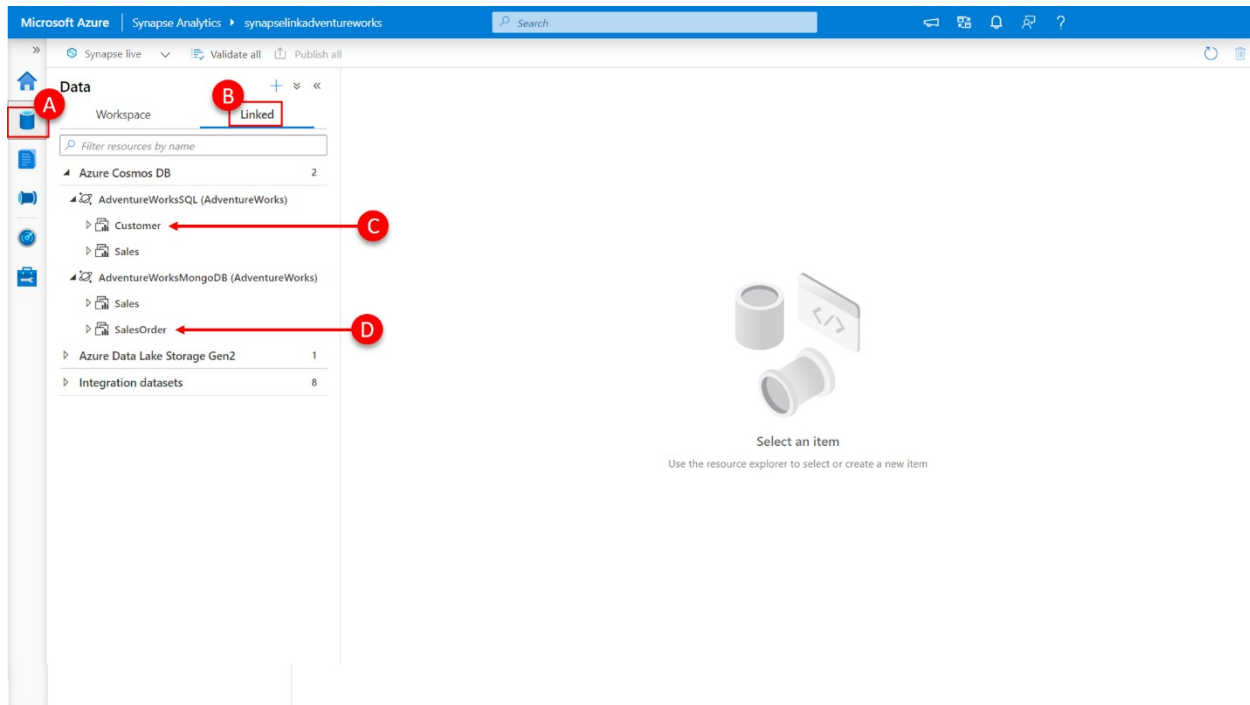 Microsoft Azure Synapse Analytics synapselinkadventureworks Search ?
Synapse live Validate all Publish all
Data
A
B
Workspace Linked
Filter resources by name
Azure Cosmos DB 2
AdventureWorksSQL (AdventureWorks)
Customer C
Sales
AdventureWorksMongoDB (AdventureWorks)
Sales
SalesOrder D
Azure Data Lake Storage Gen2 1
Integration datasets 8
</>
Select an item
Use the resource explorer to select or create a new item